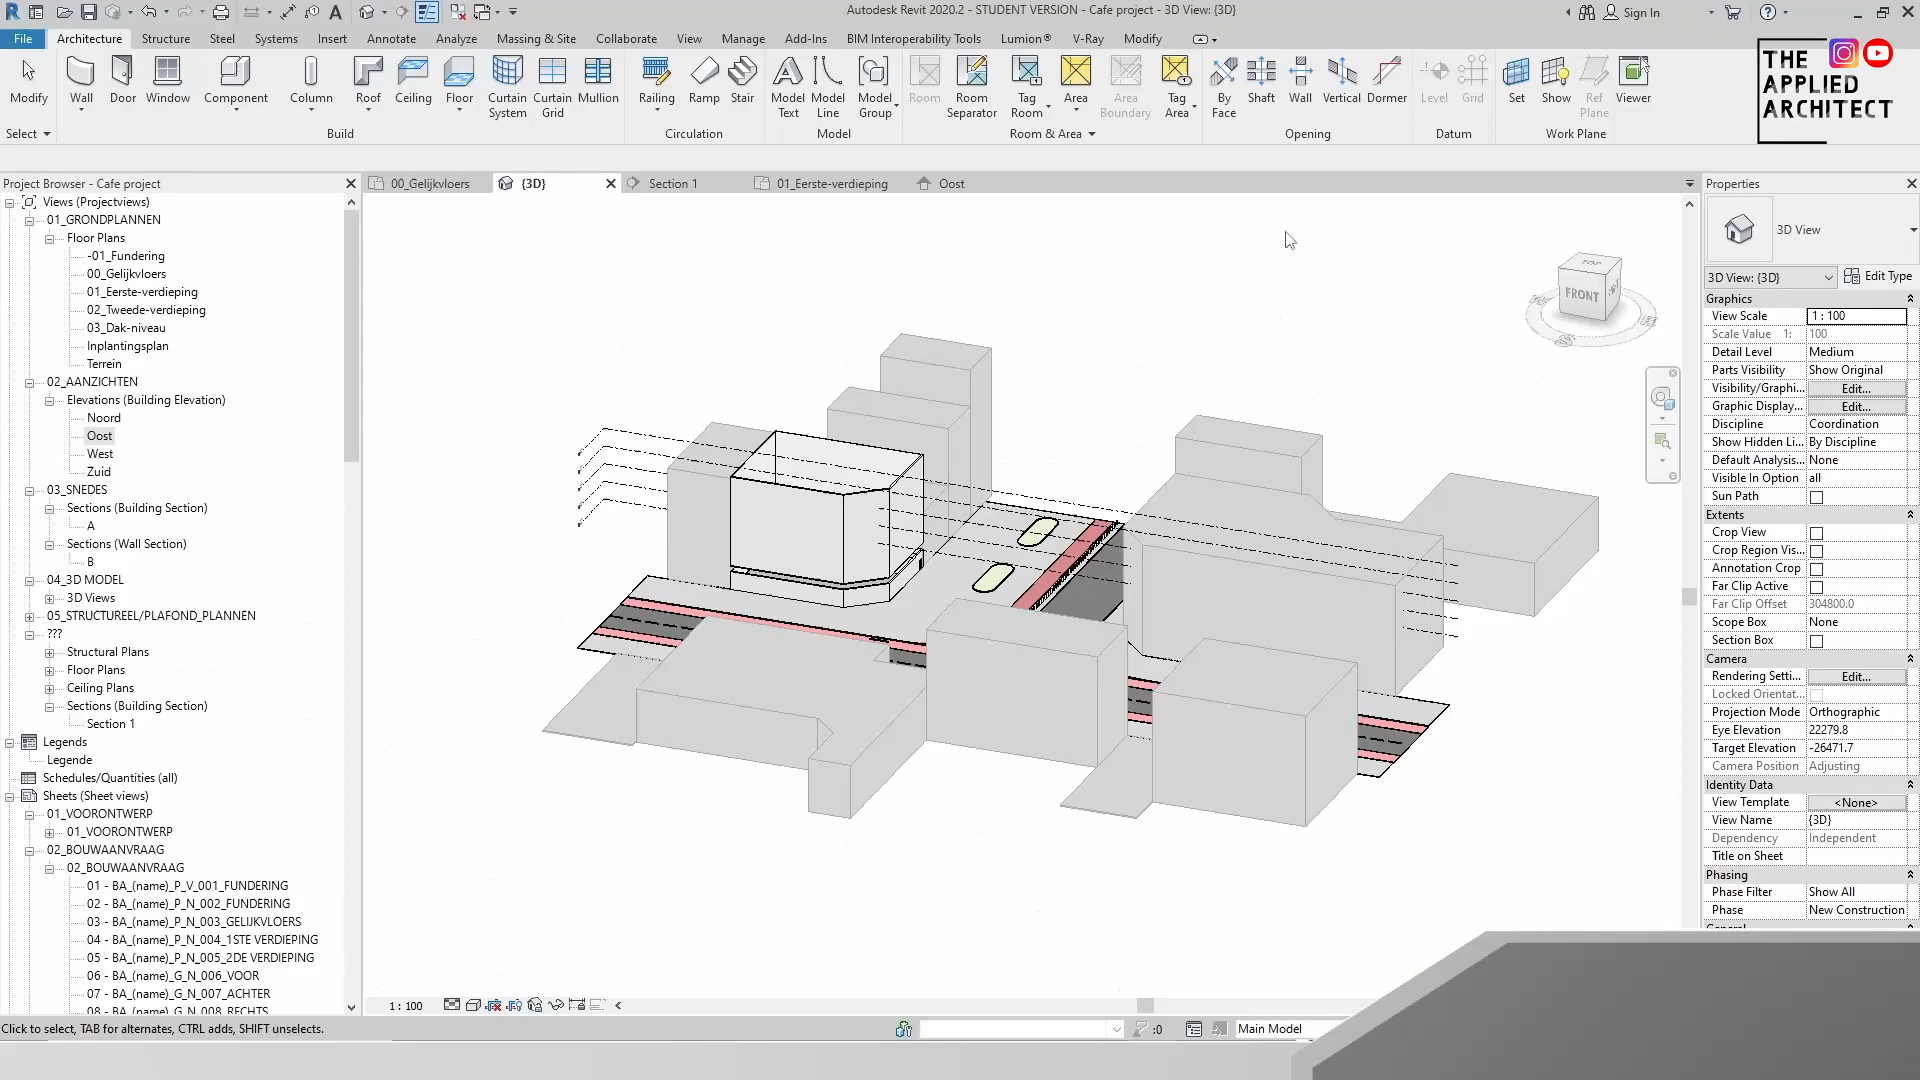 Autodesk Revit 2020.2 - STUDENT VERSION - Cafe project - 3D View: {3D}
Sign In
File Architecture Structure Steel Systems Insert Annotate Analyze Massing & Site Collaborate View Manage Add-Ins BIM Interoperability Tools Lumion® V-Ray Modify
Modify Wall Door Window Component Column Roof Ceiling Floor Curtain System Curtain Grid Mullion Railing Ramp Stair Model Text Model Line Model Group Room Room Separator Tag Room Area Area Boundary Tag Area By Face Shaft Wall Vertical Dormer Level Grid Set Show Ref Plane Viewer
Select Build Circulation Model Room & Area Opening Datum Work Plane
THE
APPLIED
ARCHITECT
Project Browser - Cafe project
Views (Projectviews)
01_GRONDPLANNEN
Floor Plans
-01_Fundering
00_Gelijkvloers
01_Eerste-verdieping
02_Tweede-verdieping
03_Dak-niveau
Inplantingsplan
Terrein
02_AANZICHTEN
Elevations (Building Elevation)
Noord
Oost
West
Zuid
03_SNEDES
Sections (Building Section)
A
Sections (Wall Section)
B
04_3D MODEL
3D Views
05_STRUCTUREEL/PLAFOND_PLANNEN
???
Structural Plans
Floor Plans
Ceiling Plans
Sections (Building Section)
Section 1
Legends
Legende
Schedules/Quantities (all)
Sheets (Sheet views)
01_VOORONTWERP
01_VOORONTWERP
02_BOUWAANVRAAG
02_BOUWAANVRAAG
01 - BA_(name)_P_V_001_FUNDERING
02 - BA_(name)_P_N_002_FUNDERING
03 - BA_(name)_P_N_003_GELIJKVLOERS
04 - BA_(name)_P_N_004_1STE VERDIEPING
05 - BA_(name)_P_N_005_2DE VERDIEPING
06 - BA_(name)_G_N_006_VOOR
07 - BA_(name)_G_N_007_ACHTER
08 - BA_(name)_G_N_008_RECHTS
00_Gelijkvloers {3D} Section 1 01_Eerste-verdieping Oost
TOP
FRONT
1 : 100
Properties
3D View
3D View: {3D} Edit Type
Graphics
View Scale 1 : 100
Scale Value 1: 100
Detail Level Medium
Parts Visibility Show Original
Visibility/Graphi... Edit...
Graphic Display... Edit...
Discipline Coordination
Show Hidden Li... By Discipline
Default Analysis... None
Visible In Option all
Sun Path
Extents
Crop View
Crop Region Vis...
Annotation Crop
Far Clip Active
Far Clip Offset 304800.0
Scope Box None
Section Box
Camera
Rendering Setti... Edit...
Locked Orientat...
Projection Mode Orthographic
Eye Elevation 22279.8
Target Elevation -26471.7
Camera Position Adjusting
Identity Data
View Template <None>
View Name {3D}
Dependency Independent
Title on Sheet
Phasing
Phase Filter Show All
Phase New Construction
Click to select, TAB for alternates, CTRL adds, SHIFT unselects.
:0
Main Model